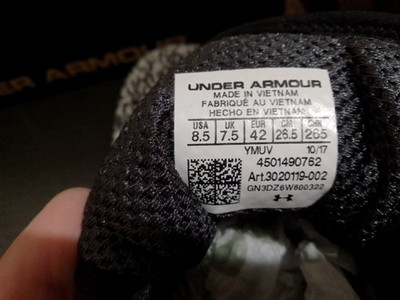 UNDER ARMOUR
UNDER ARMOUR
MADE IN VIETNAM
FABRIQUÉ AU VIETNAM
HECHO EN VIETNAM
USA UK EUR CM CHN
8.5 7.5 42 26.5 265
YMUV 10/17
4501490762
Art.3020119-002
GN3DZ6W600322